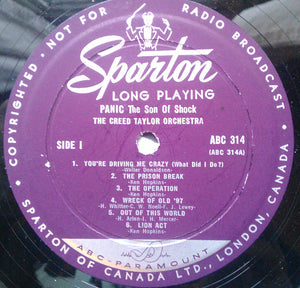 COPYRIGHTED · NOT FOR RADIO BROADCAST
Sparton
LONG PLAYING
PANIC The Son Of Shock
THE CREED TAYLOR ORCHESTRA
SIDE I
ABC 314
(ABC 314A)
1. YOU'RE DRIVING ME CRAZY (What Did I Do?)
(Walter Donaldson)
2. THE PRISON BREAK
(Ken Hopkins)
3. THE OPERATION
(Ken Hopkins)
4. WRECK OF OLD '97
(H. Whitter-C. W. Noell-F. J. Lewey)
5. OUT OF THIS WORLD
(H. Arlen-J. H. Mercer)
6. LION ACT
(Ken Hopkins)
ABC-PARAMOUNT
SPARTON OF CANADA LTD., LONDON, CANADA